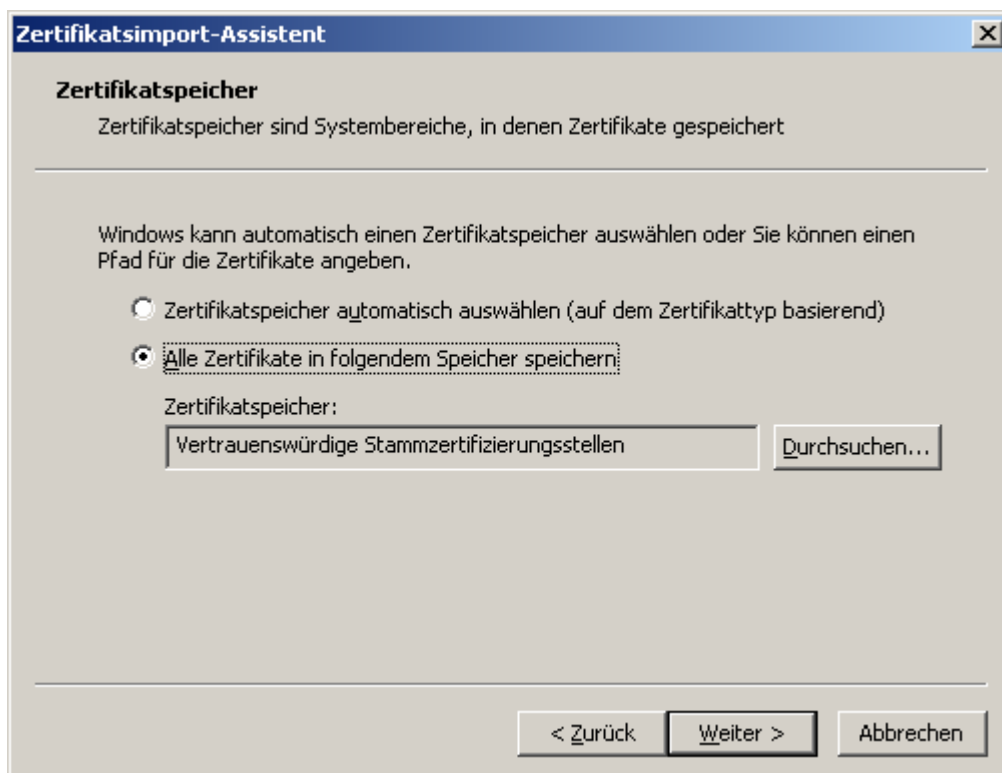 Zertifikatsimport-Assistent
Zertifikatspeicher
Zertifikatspeicher sind Systembereiche, in denen Zertifikate gespeichert
Windows kann automatisch einen Zertifikatspeicher auswählen oder Sie können einen
Pfad für die Zertifikate angeben.
Zertifikatspeicher automatisch auswählen (auf dem Zertifikattyp basierend)
Alle Zertifikate in folgendem Speicher speichern
Zertifikatspeicher:
Vertrauenswürdige Stammzertifizierungsstellen Durchsuchen...
< Zurück Weiter > Abbrechen